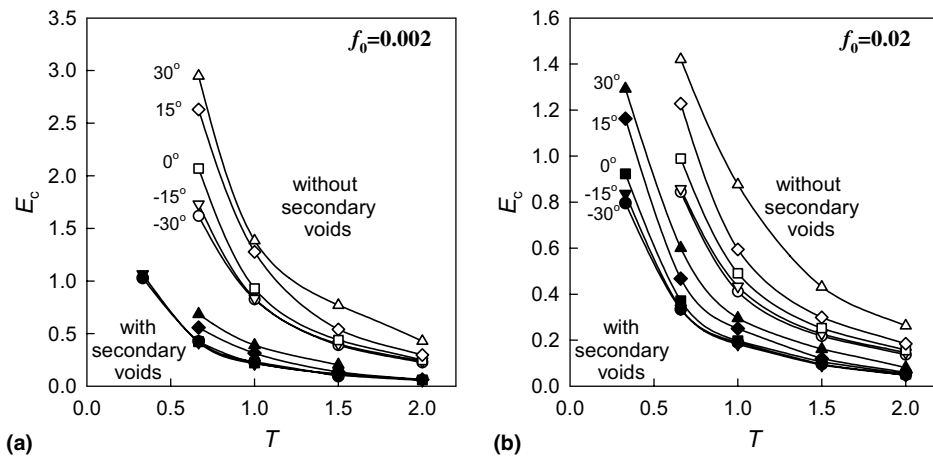 3.5
3.0
2.5
2.0
1.5
1.0
0.5
0.0
E_c
f₀=0.002
30°
15°
0°
-15°
-30°
without
secondary
voids
with
secondary
voids
0.0 0.5 1.0 1.5 2.0
T
(a)
1.6
1.4
1.2
1.0
0.8
0.6
0.4
0.2
0.0
E_c
f₀=0.02
30°
15°
0°
-15°
-30°
without
secondary
voids
with
secondary
voids
0.0 0.5 1.0 1.5 2.0
T
(b)